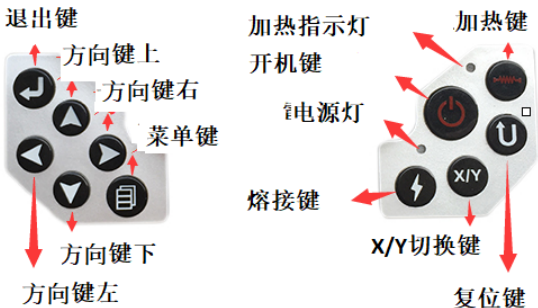 退出键
方向键上
方向键右
菜单键
方向键下
方向键左
加热指示灯
加热键
开机键
电源灯
X/Y
熔接键
X/Y切换键
复位键